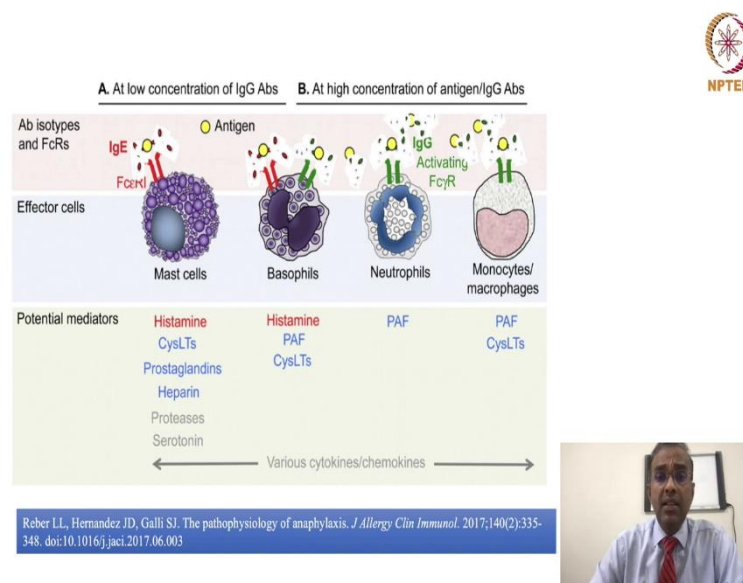 NPTEL
A. At low concentration of IgG Abs
B. At high concentration of antigen/IgG Abs
Ab isotypes
and FcRs
Antigen
IgE
FcεRI
IgG
Activating
FcγR
Effector cells
Mast cells
Basophils
Neutrophils
Monocytes/
macrophages
Potential mediators
Histamine
CysLTs
Prostaglandins
Heparin
Proteases
Serotonin
Histamine
PAF
CysLTs
PAF
PAF
CysLTs
Various cytokines/chemokines
Reber LL, Hernandez JD, Galli SJ. The pathophysiology of anaphylaxis. J Allergy Clin Immunol. 2017;140(2):335-
348. doi:10.1016/j.jaci.2017.06.003